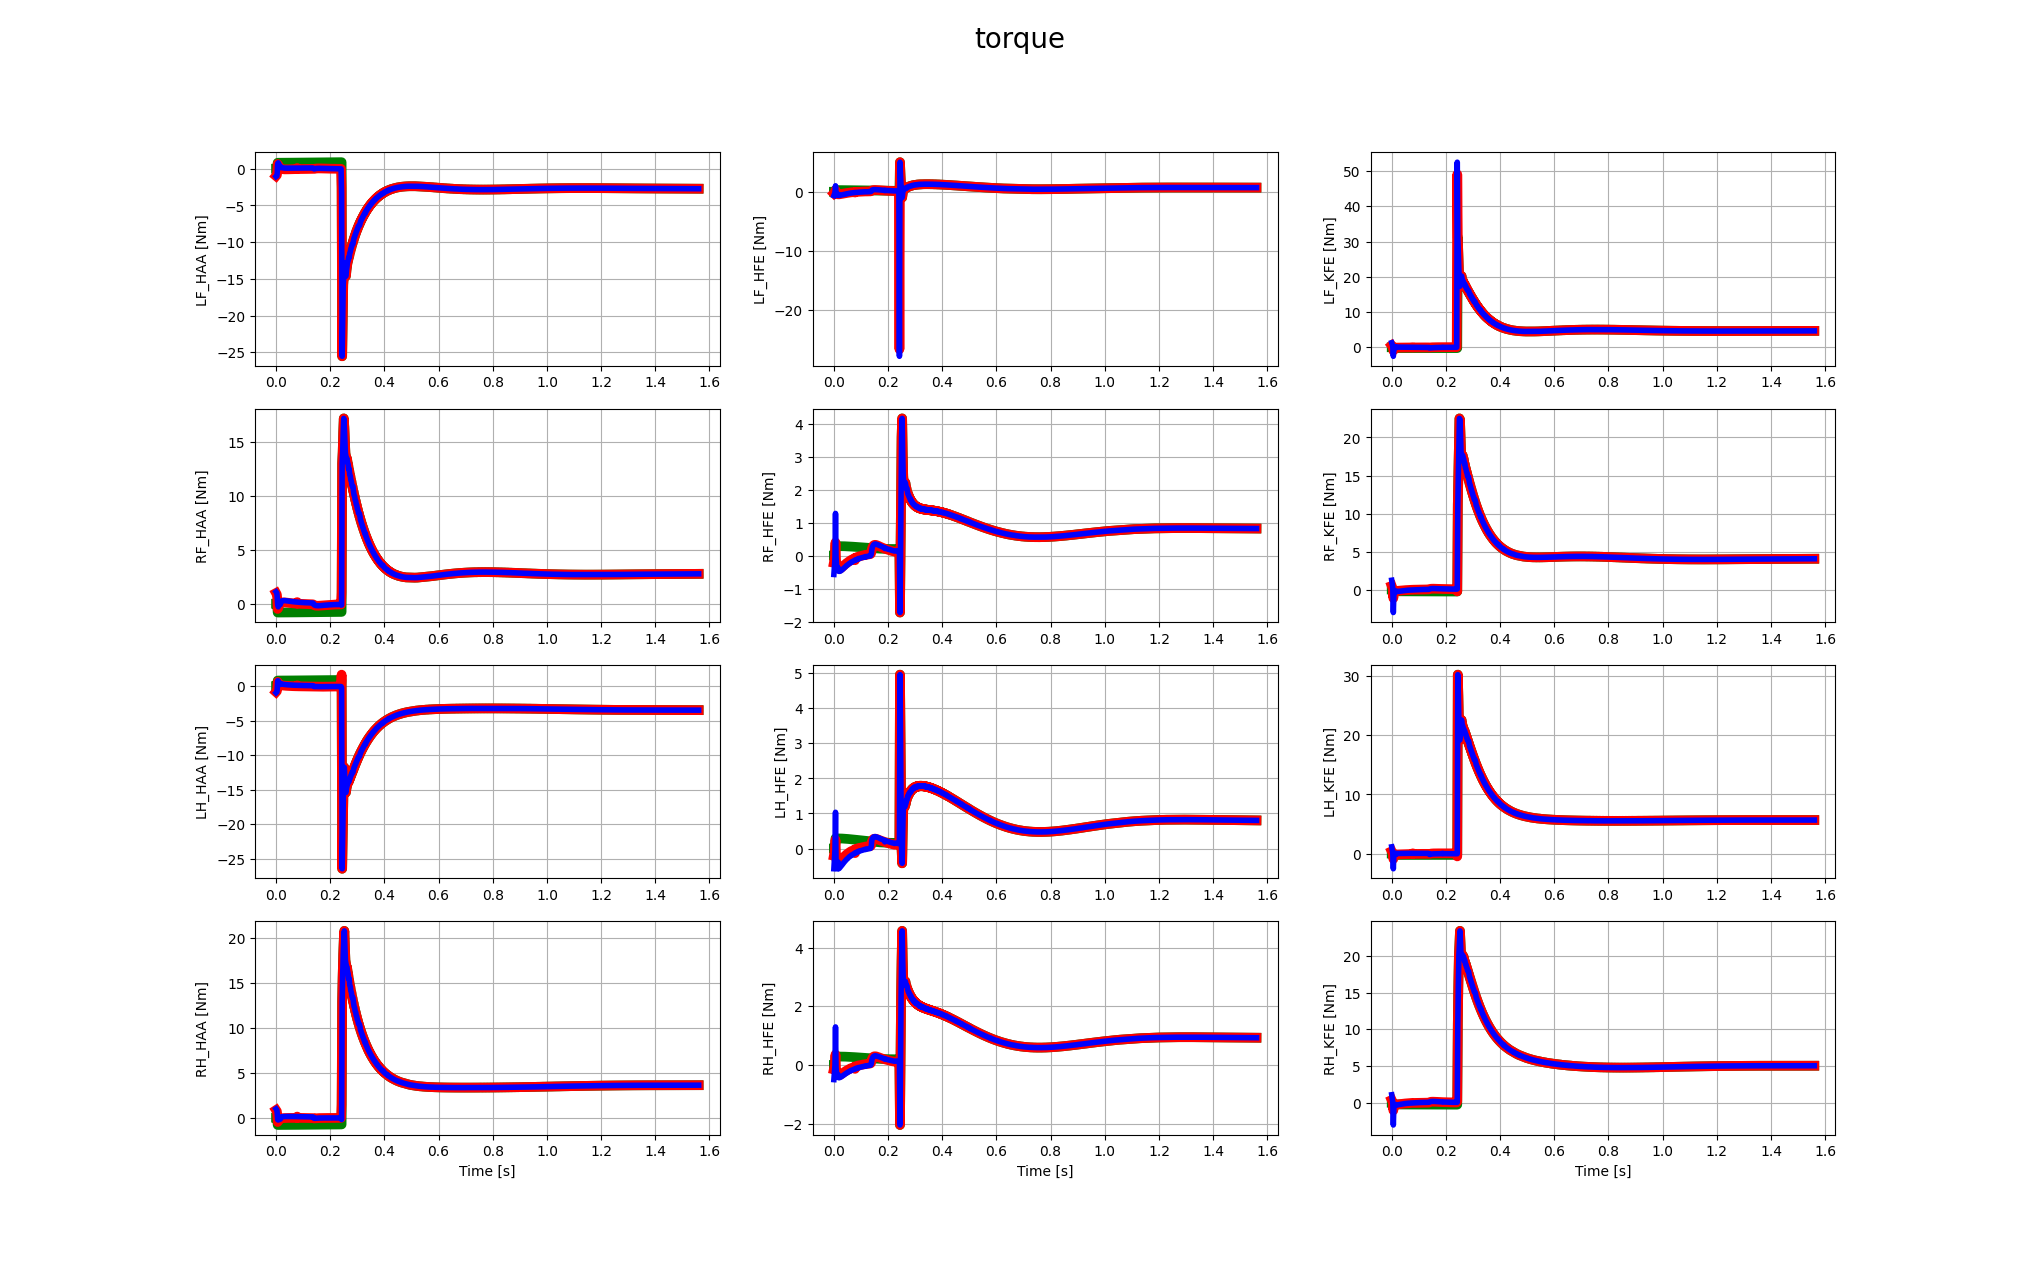 torque
LF_HAA [Nm]
0
−5
−10
−15
−20
−25
0.0 0.2 0.4 0.6 0.8 1.0 1.2 1.4 1.6
LF_HFE [Nm]
0
−10
−20
0.0 0.2 0.4 0.6 0.8 1.0 1.2 1.4 1.6
LF_KFE [Nm]
50
40
30
20
10
0
0.0 0.2 0.4 0.6 0.8 1.0 1.2 1.4 1.6
RF_HAA [Nm]
15
10
5
0
0.0 0.2 0.4 0.6 0.8 1.0 1.2 1.4 1.6
RF_HFE [Nm]
4
3
2
1
0
−1
−2
0.0 0.2 0.4 0.6 0.8 1.0 1.2 1.4 1.6
RF_KFE [Nm]
20
15
10
5
0
0.0 0.2 0.4 0.6 0.8 1.0 1.2 1.4 1.6
LH_HAA [Nm]
0
−5
−10
−15
−20
−25
0.0 0.2 0.4 0.6 0.8 1.0 1.2 1.4 1.6
LH_HFE [Nm]
5
4
3
2
1
0
0.0 0.2 0.4 0.6 0.8 1.0 1.2 1.4 1.6
LH_KFE [Nm]
30
20
10
0
0.0 0.2 0.4 0.6 0.8 1.0 1.2 1.4 1.6
RH_HAA [Nm]
20
15
10
5
0
0.0 0.2 0.4 0.6 0.8 1.0 1.2 1.4 1.6
Time [s]
RH_HFE [Nm]
4
2
0
−2
0.0 0.2 0.4 0.6 0.8 1.0 1.2 1.4 1.6
Time [s]
RH_KFE [Nm]
20
15
10
5
0
0.0 0.2 0.4 0.6 0.8 1.0 1.2 1.4 1.6
Time [s]